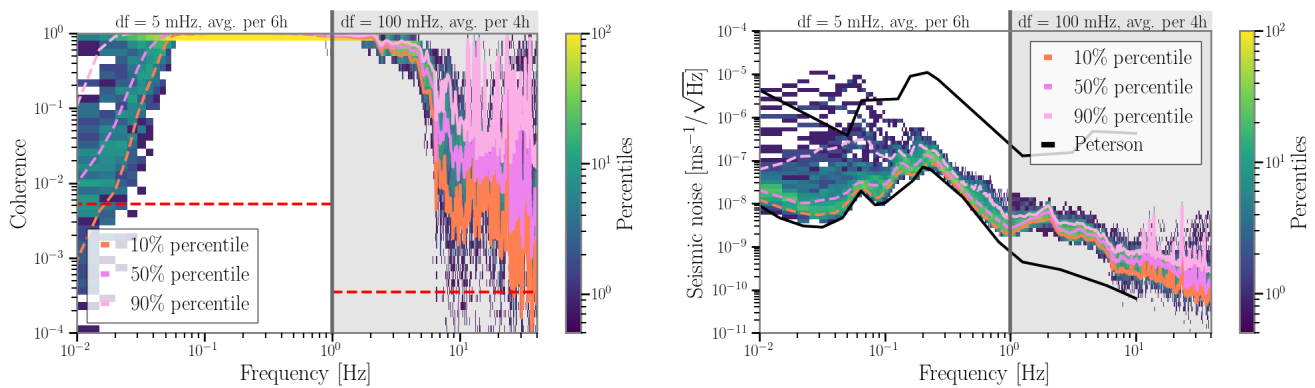 df = 5 mHz, avg. per 6h
df = 100 mHz, avg. per 4h
10⁰
10⁻¹
10⁻²
10⁻³
10⁻⁴
Coherence
10% percentile
50% percentile
90% percentile
10⁻²
10⁻¹
10⁰
10¹
Frequency [Hz]
10²
10¹
10⁰
Percentiles
df = 5 mHz, avg. per 6h
df = 100 mHz, avg. per 4h
10⁻⁴
10⁻⁵
10⁻⁶
10⁻⁷
10⁻⁸
10⁻⁹
10⁻¹⁰
10⁻¹¹
Seismic noise [ms⁻¹/√Hz]
10% percentile
50% percentile
90% percentile
Peterson
10⁻²
10⁻¹
10⁰
10¹
Frequency [Hz]
10²
10¹
10⁰
Percentiles